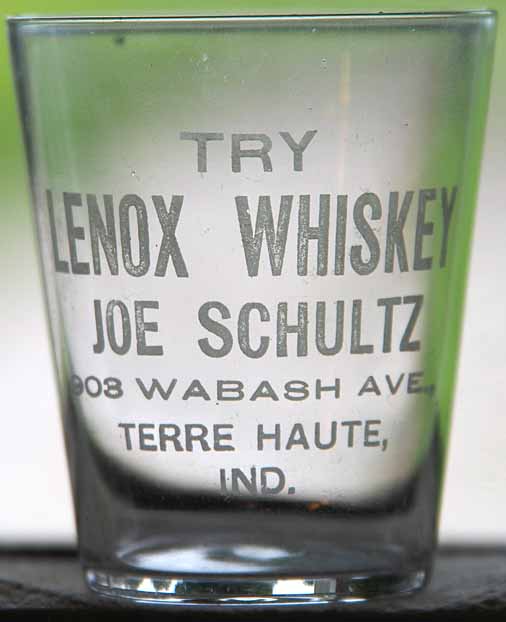 TRY
LENOX WHISKEY
JOE SCHULTZ
903 WABASH AVE.,
TERRE HAUTE,
IND.